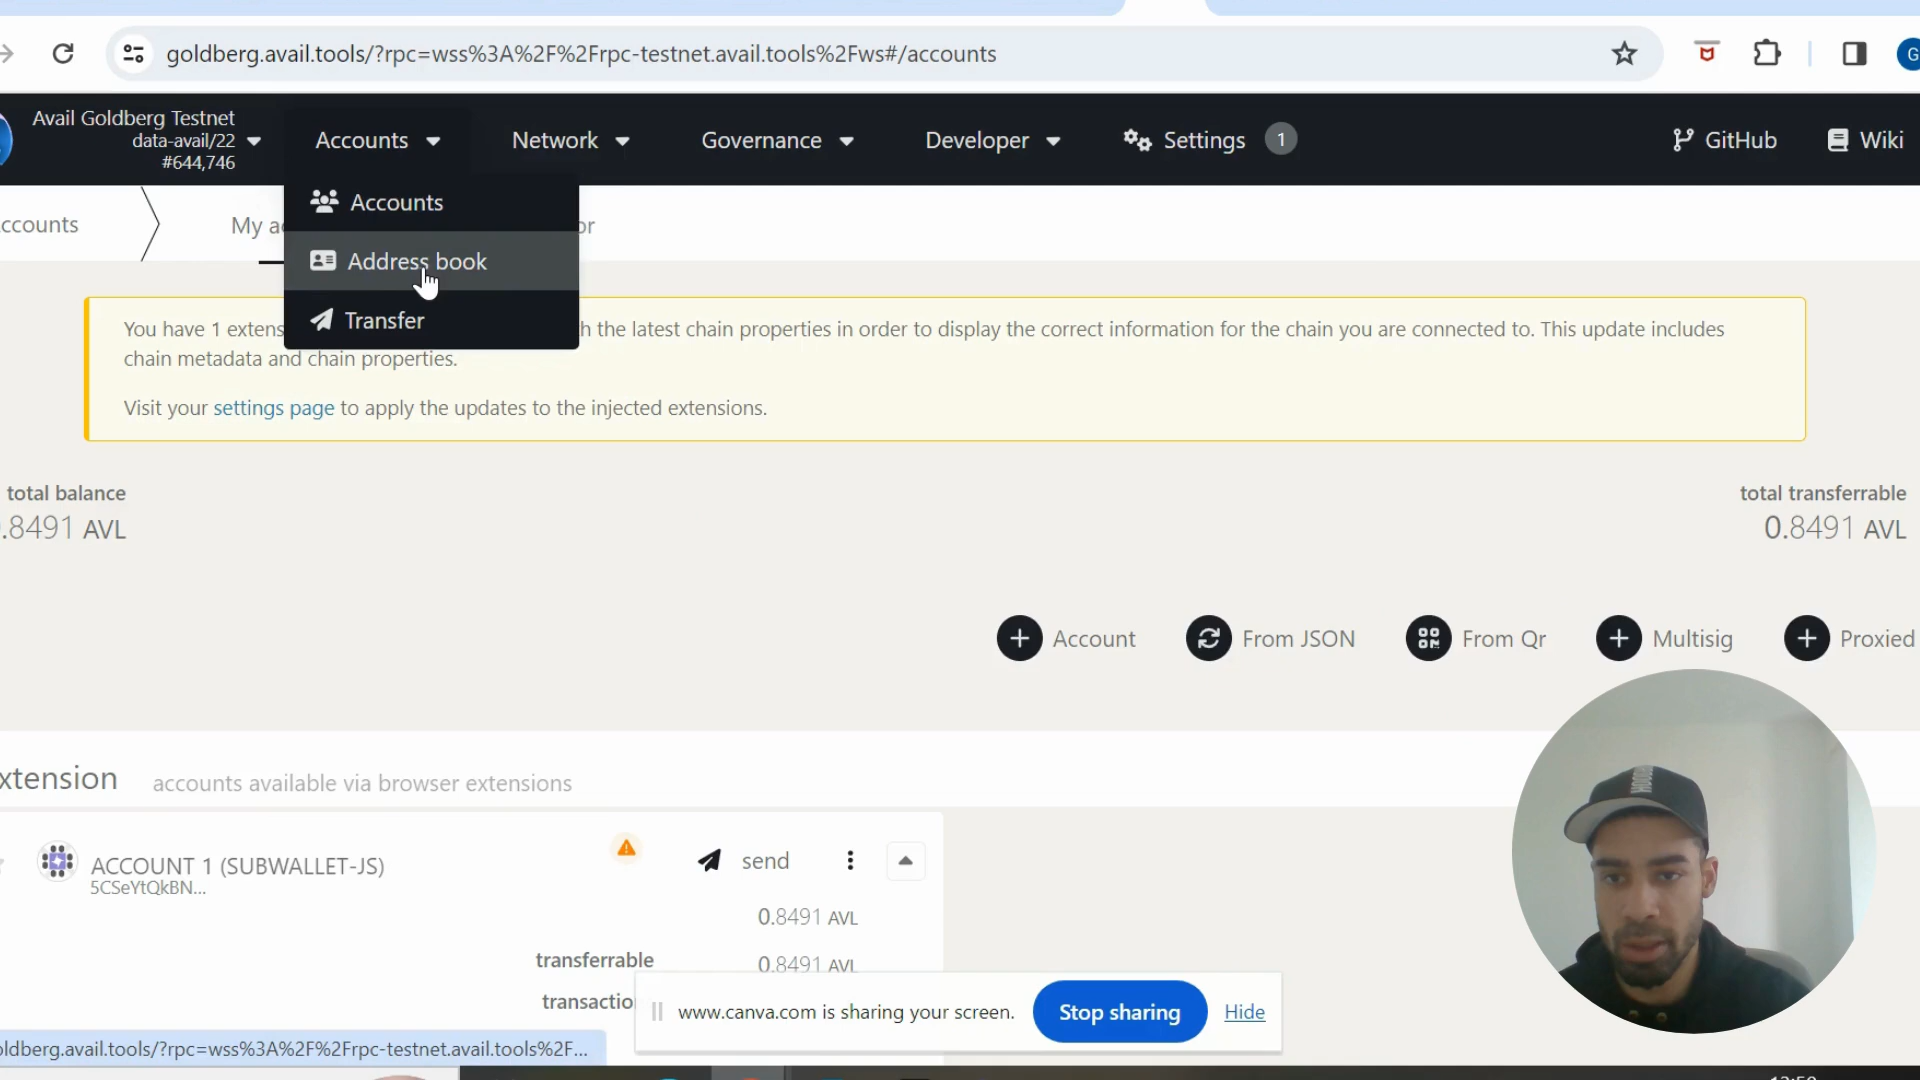 goldberg.avail.tools/?rpc=wss%3A%2F%2Frpc-testnet.avail.tools%2Fws#/accounts
G
Avail Goldberg Testnet
data-avail/22
#644,746
Accounts
Network
Governance
Developer
Settings
1
GitHub
Wiki
Accounts
Address book
Transfer
ccounts
My a
or
You have 1 extens h the latest chain properties in order to display the correct information for the chain you are connected to. This update includes
chain metadata and chain properties.
Visit your settings page to apply the updates to the injected extensions.
total balance
.8491 AVL
total transferrable
0.8491 AVL
Account
From JSON
From Qr
Multisig
Proxied
xtension
accounts available via browser extensions
ACCOUNT 1 (SUBWALLET-JS)
5CSeYtQkBN...
send
0.8491 AVL
transferrable
0.8491 AVL
transactio
www.canva.com is sharing your screen.
Stop sharing
Hide
oldberg.avail.tools/?rpc=wss%3A%2F%2Frpc-testnet.avail.tools%2F...